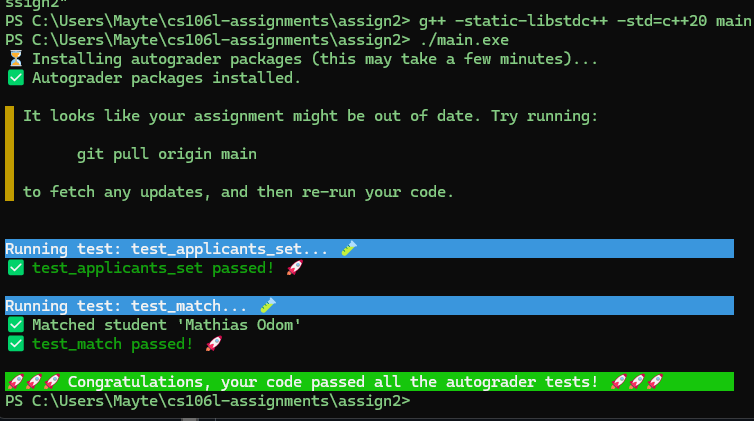 ssign2"
PS C:\Users\Mayte\cs106l-assignments\assign2> g++ -static-libstdc++ -std=c++20 main
PS C:\Users\Mayte\cs106l-assignments\assign2> ./main.exe
⏳ Installing autograder packages (this may take a few minutes)...
✅ Autograder packages installed.
It looks like your assignment might be out of date. Try running:
git pull origin main
to fetch any updates, and then re-run your code.
Running test: test_applicants_set... 🧪
✅ test_applicants_set passed! 🚀
Running test: test_match... 🧪
✅ Matched student 'Mathias Odom'
✅ test_match passed! 🚀
🚀🚀🚀 Congratulations, your code passed all the autograder tests! 🚀🚀🚀
PS C:\Users\Mayte\cs106l-assignments\assign2>